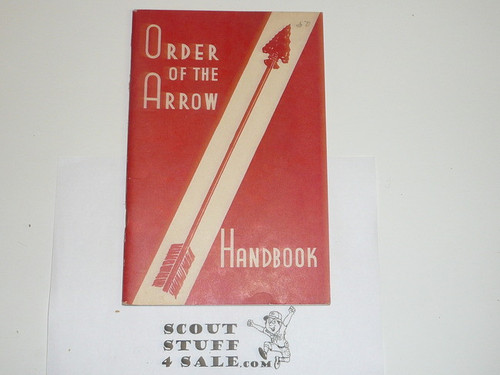 ORDER
OF THE
ARROW
HANDBOOK
SCOUT
STUFF
4 SALE.COM